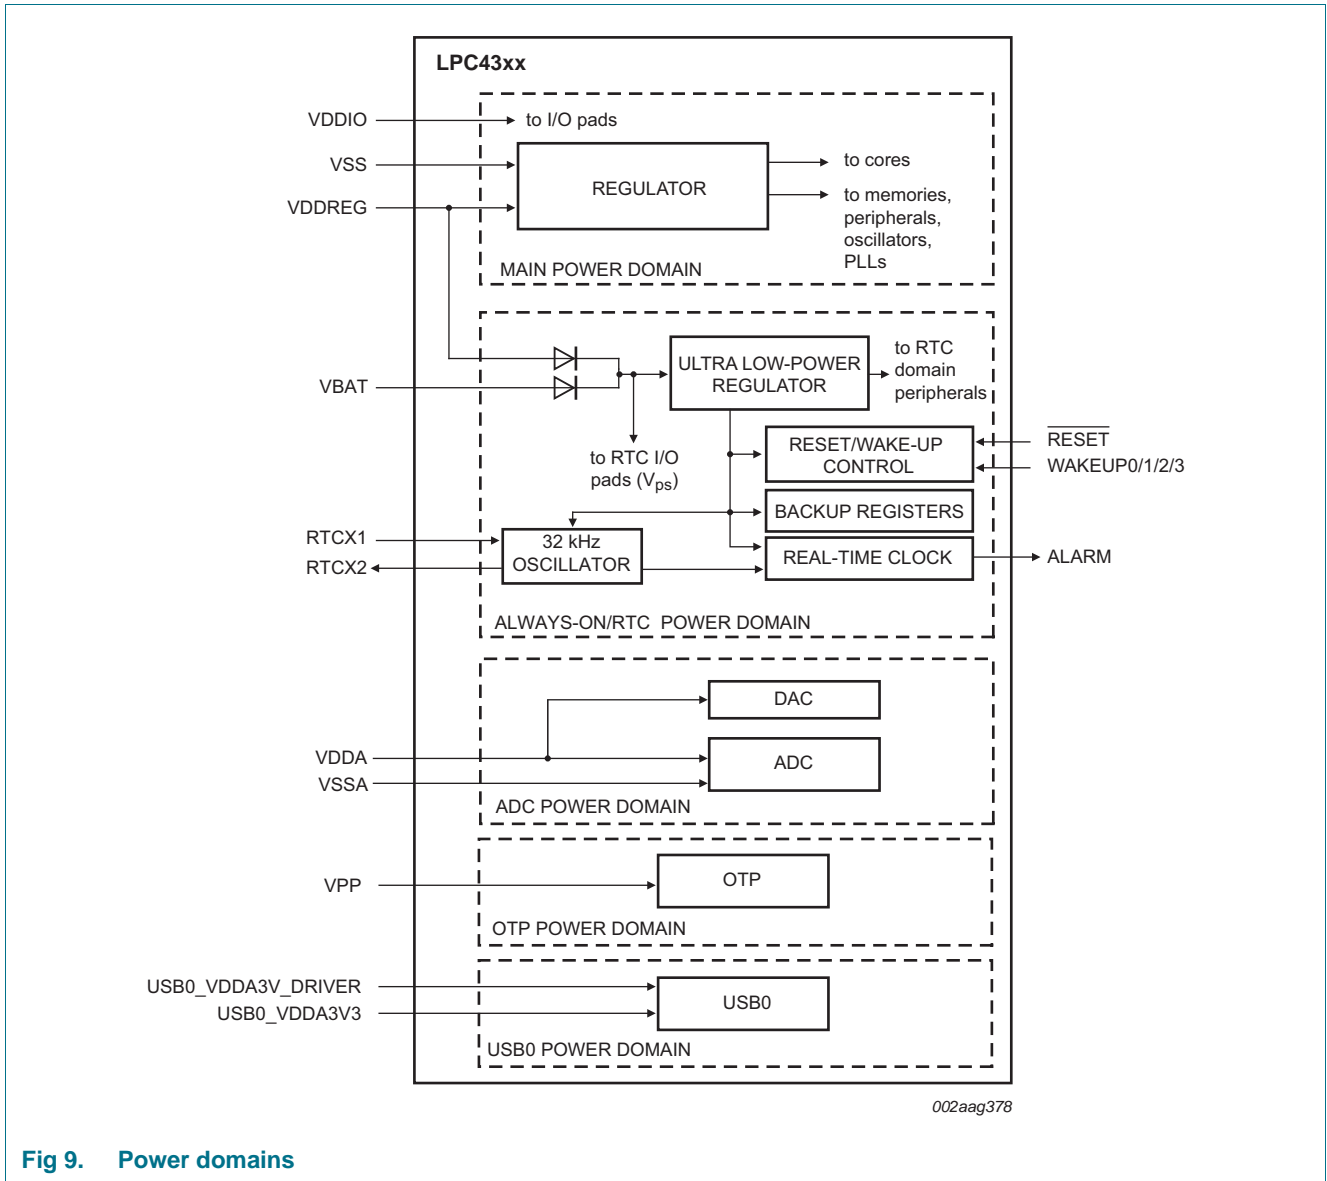 LPC43xx
VDDIO
to I/O pads
VSS
VDDREG
REGULATOR
to cores
to memories,
peripherals,
oscillators,
PLLs
MAIN POWER DOMAIN
VBAT
ULTRA LOW-POWER
REGULATOR
to RTC
domain
peripherals
to RTC I/O
pads (Vps)
RESET/WAKE-UP
CONTROL
RESET
WAKEUP0/1/2/3
BACKUP REGISTERS
RTCX1
RTCX2
32 kHz
OSCILLATOR
REAL-TIME CLOCK
ALARM
ALWAYS-ON/RTC POWER DOMAIN
DAC
VDDA
VSSA
ADC
ADC POWER DOMAIN
VPP
OTP
OTP POWER DOMAIN
USB0_VDDA3V_DRIVER
USB0_VDDA3V3
USB0
USB0 POWER DOMAIN
002aag378
Fig 9. Power domains